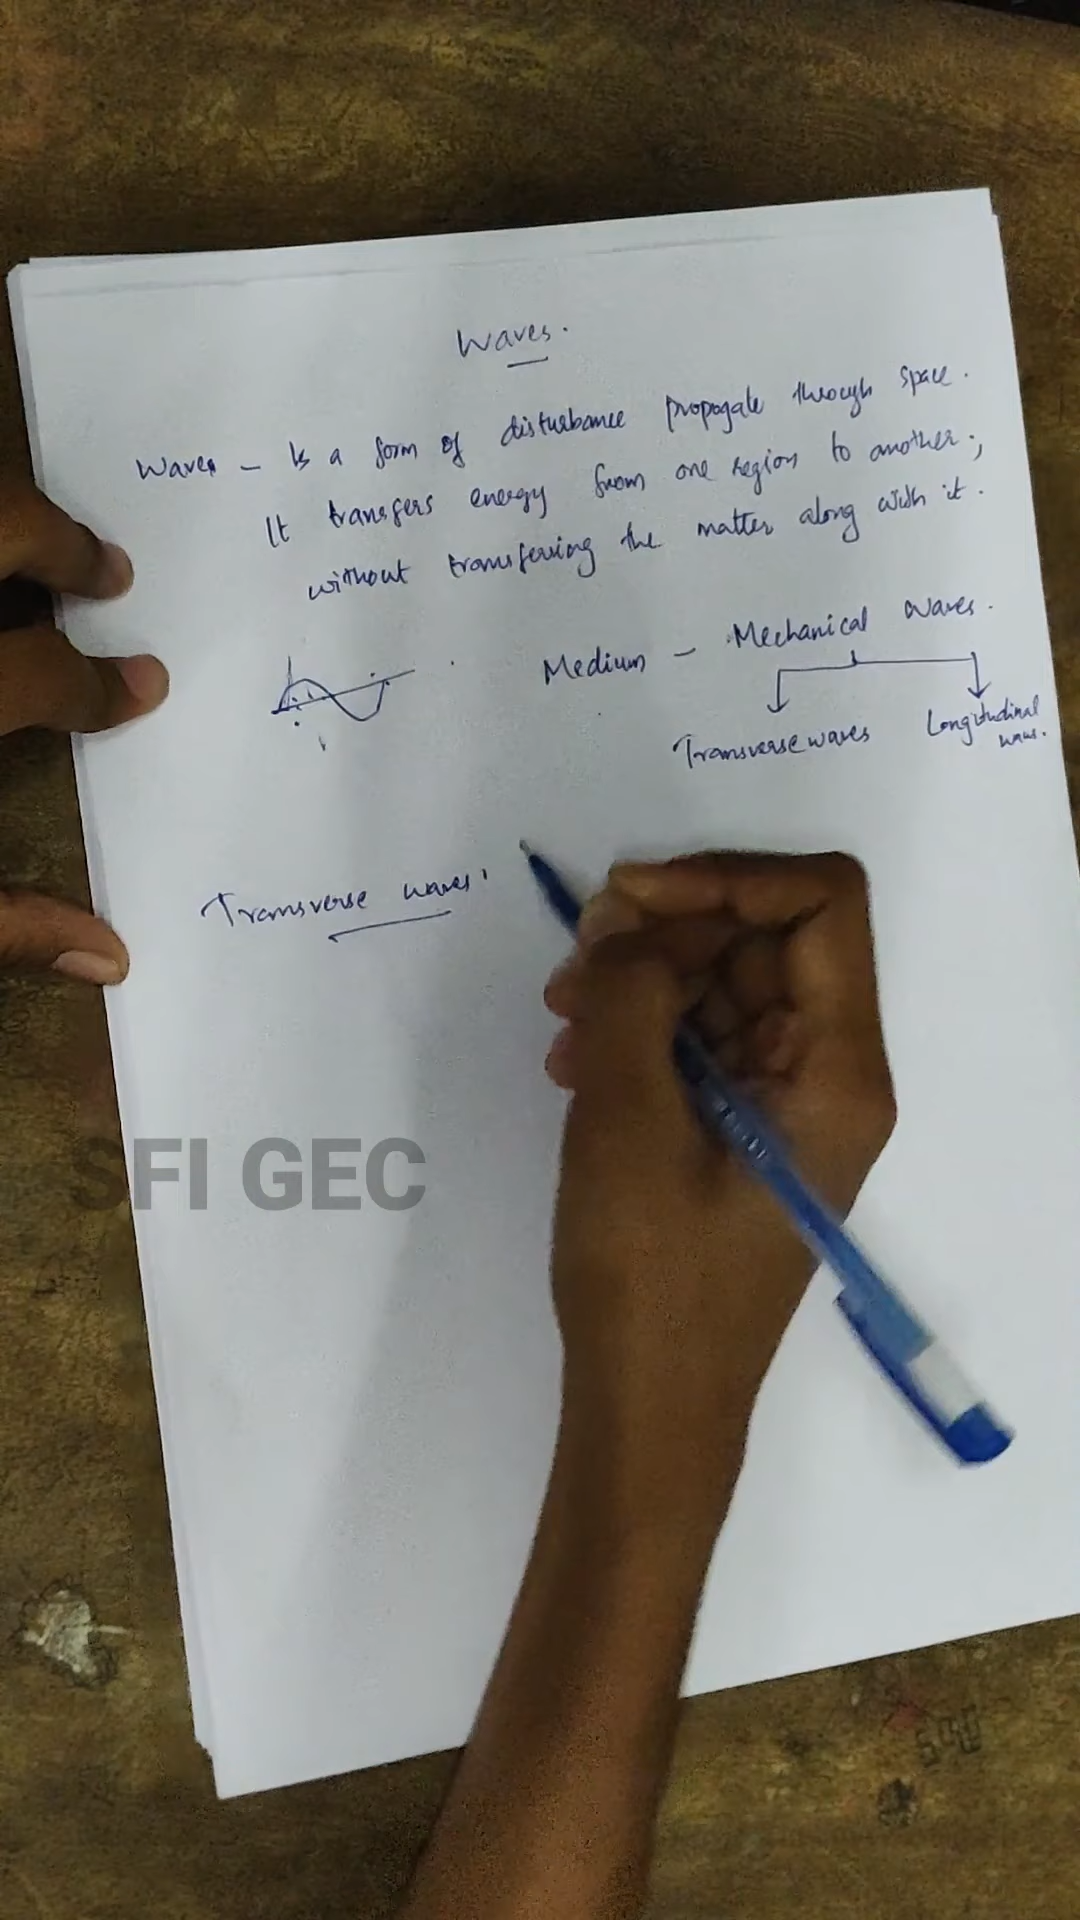 Waves.
Waves - Is a form of disturbance propogate through space.
It transfers energy from one region to another;
without transferring the matter along with it.
Medium - Mechanical waves.
Transverse waves
Longitudinal
waves.
Transverse waves'
SFI GEC